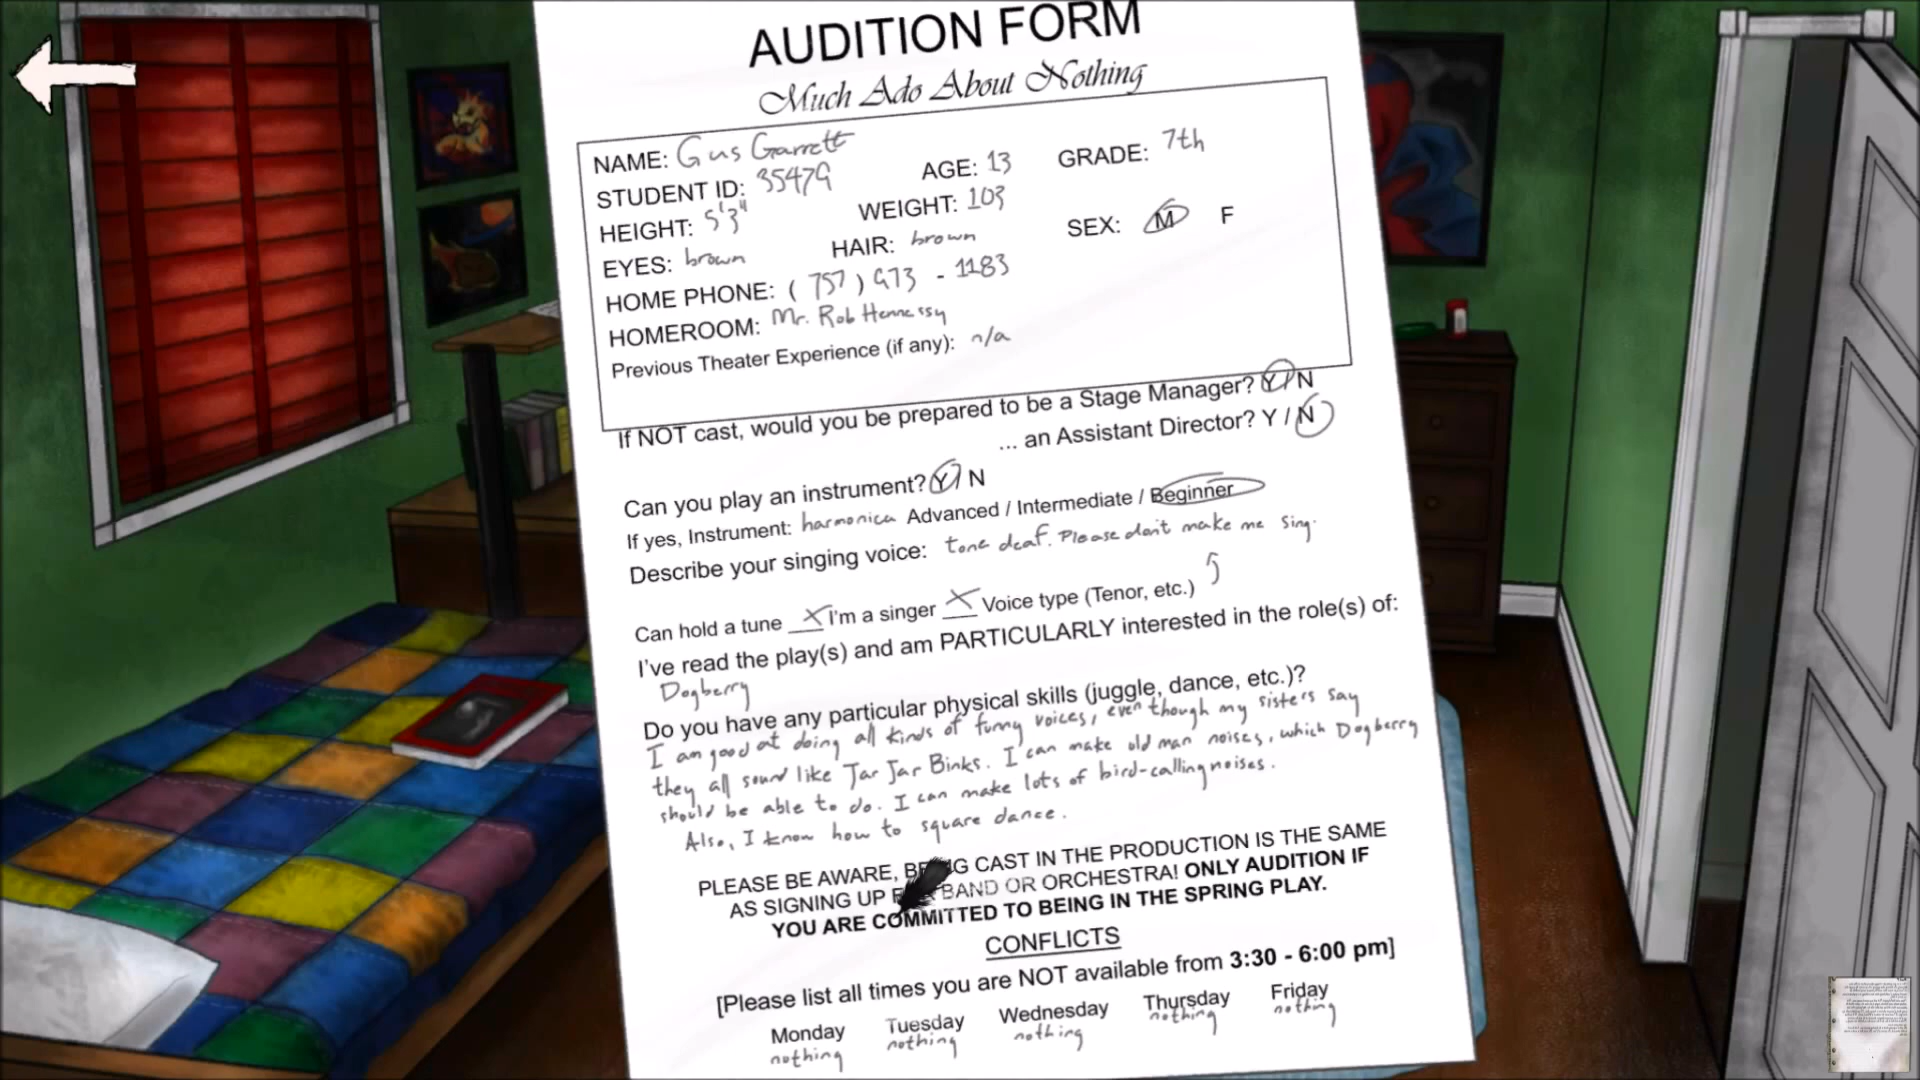 AUDITION FORM
Much Ado About Nothing
NAME: Gus Garrett
STUDENT ID: 35479 AGE: 13 GRADE: 7th
HEIGHT: 5'3" WEIGHT: 103
EYES: brown HAIR: brown SEX: M F
HOME PHONE: (757) 973 - 1183
HOMEROOM: Mr. Rob Hennessy
Previous Theater Experience (if any): n/a
If NOT cast, would you be prepared to be a Stage Manager? Y / N
... an Assistant Director? Y / N
Can you play an instrument? Y / N
If yes, Instrument: harmonica Advanced / Intermediate / Beginner
Describe your singing voice: tone deaf. Please don't make me sing.
Can hold a tune X I'm a singer X Voice type (Tenor, etc.)
I've read the play(s) and am PARTICULARLY interested in the role(s) of:
Dogberry
Do you have any particular physical skills (juggle, dance, etc.)?
I am good at doing all kinds of funny voices, even though my sisters say
they all sound like Jar Jar Binks. I can make old man noises, which Dogberry
should be able to do. I can make lots of bird-calling noises.
Also, I know how to square dance.
PLEASE BE AWARE, BEING CAST IN THE PRODUCTION IS THE SAME
AS SIGNING UP BAND OR ORCHESTRA! ONLY AUDITION IF
YOU ARE COMMITTED TO BEING IN THE SPRING PLAY.
CONFLICTS
[Please list all times you are NOT available from 3:30 - 6:00 pm]
Monday Tuesday Wednesday Thursday Friday
nothing nothing nothing nothing nothing